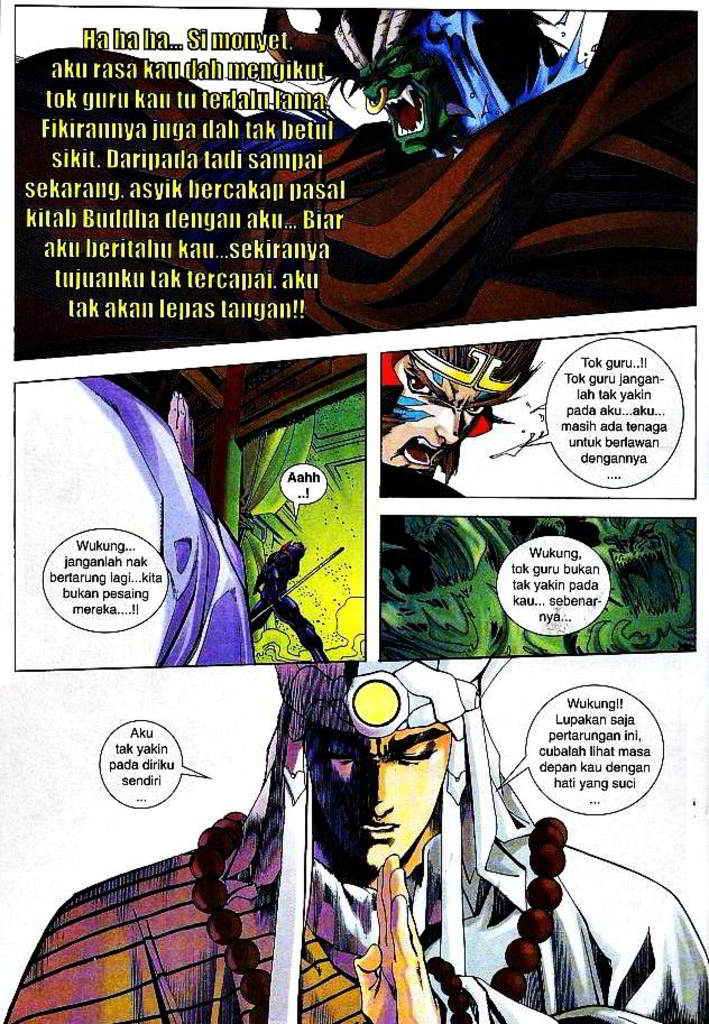 Ha ha ha... Si monyet,
aku rasa kau dah mengikut
tok guru kau tu terlalu lama.
Fikirannya juga dah tak betul
sikit. Daripada tadi sampai
sekarang, asyik bercakap pasal
kitab Buddha dengan aku... Biar
aku beritahu kau...sekiranya
tujuanku tak tercapai, aku
tak akan lepas tangan!!
Aahh
..!
Wukung...
janganlah nak
bertarung lagi...kita
bukan pesaing
mereka....!!
Tok guru..!!
Tok guru jangan-
lah tak yakin
pada aku...aku...
masih ada tenaga
untuk berlawan
dengannya
....
Wukung,
tok guru bukan
tak yakin pada
kau... sebenar-
nya...
Aku
tak yakin
pada diriku
sendiri
...
Wukung!!
Lupakan saja
pertarungan ini,
cubalah lihat masa
depan kau dengan
hati yang suci
...